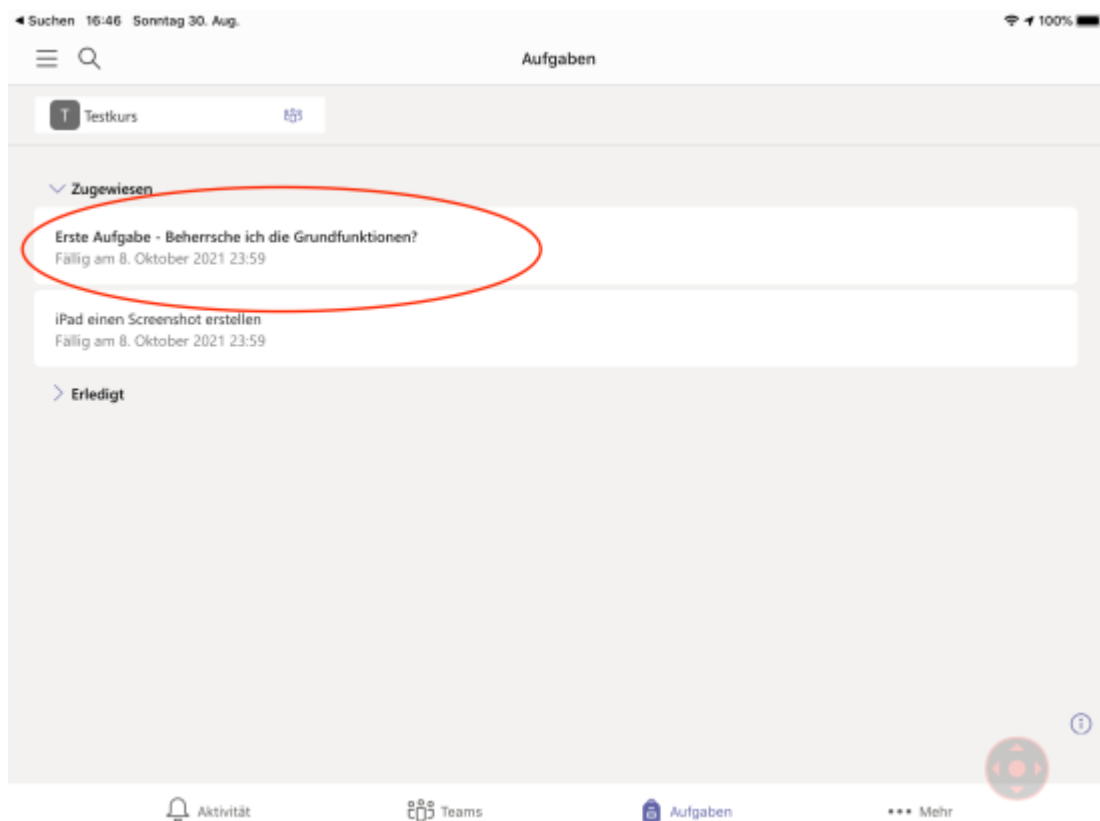 ◀ Suchen 16:46 Sonntag 30. Aug. 100%
Aufgaben
T Testkurs
Zugewiesen
Erste Aufgabe - Beherrsche ich die Grundfunktionen?
Fällig am 8. Oktober 2021 23:59
iPad einen Screenshot erstellen
Fällig am 8. Oktober 2021 23:59
Erledigt
Aktivität Teams Aufgaben Mehr